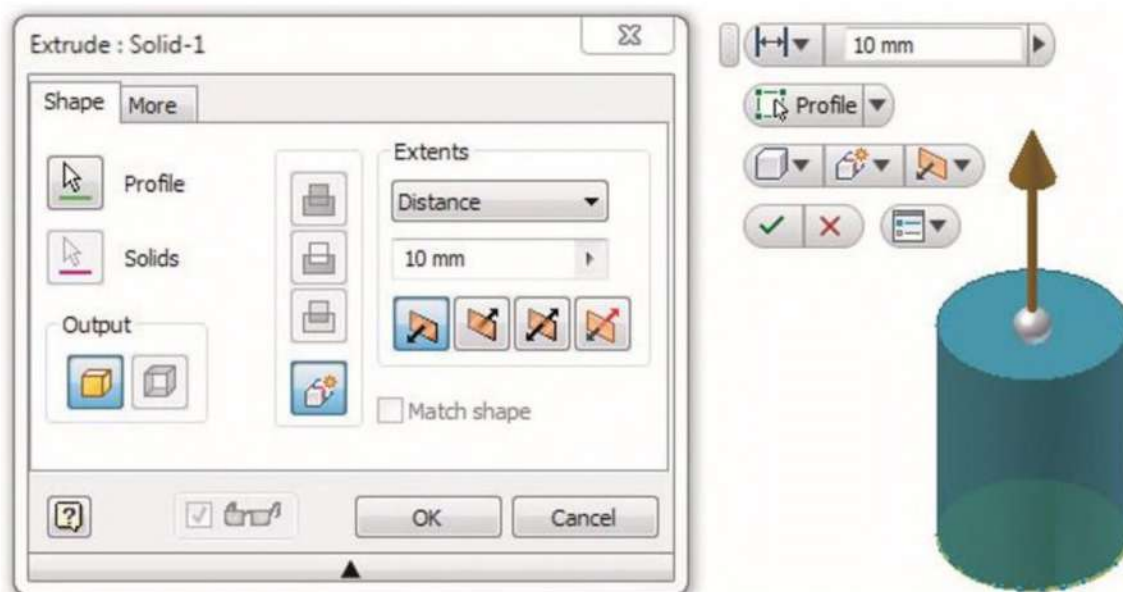 Extrude : Solid-1
Shape
More
Profile
Solids
Output
Extents
Distance
10 mm
Match shape
?
OK
Cancel
10 mm
Profile